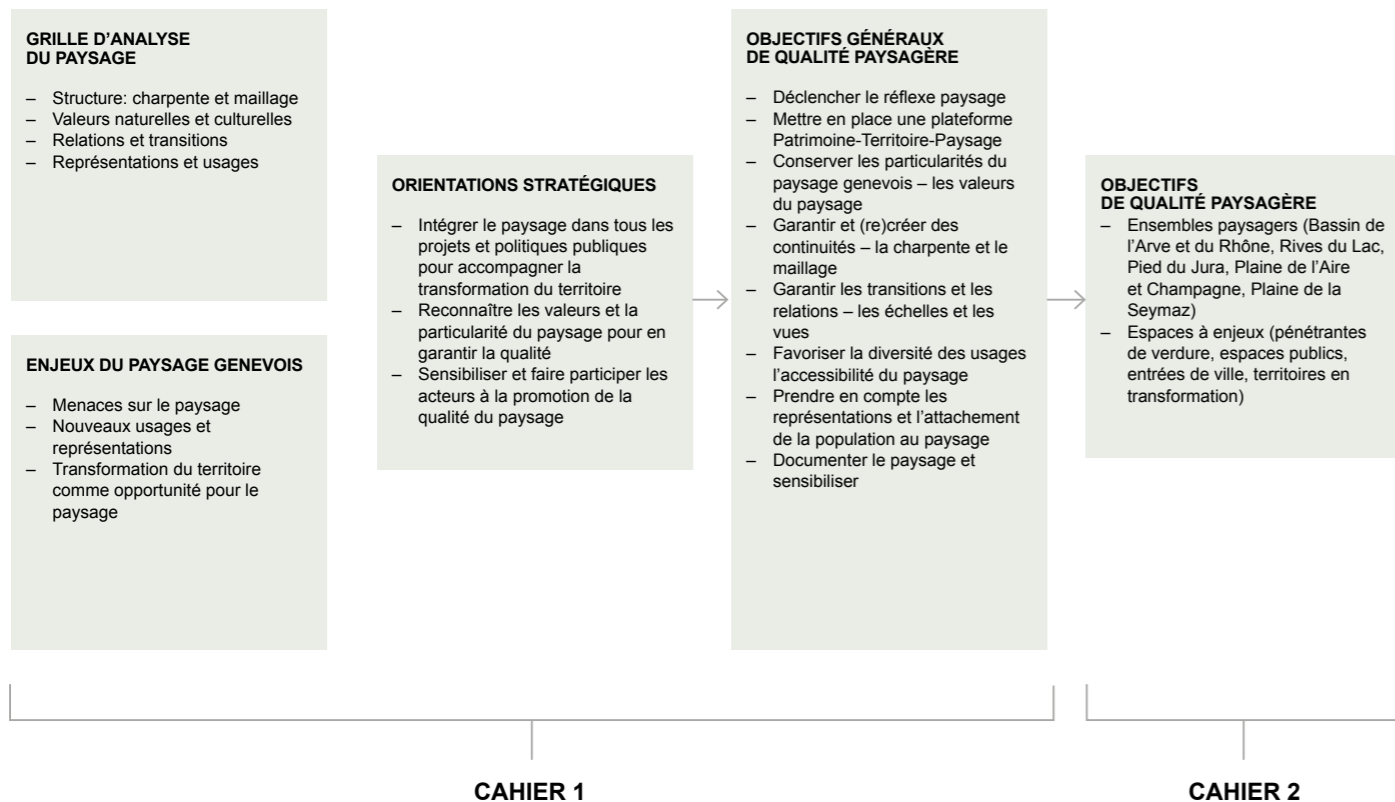 GRILLE D’ANALYSE
DU PAYSAGE
– Structure: charpente et maillage
– Valeurs naturelles et culturelles
– Relations et transitions
– Représentations et usages
ENJEUX DU PAYSAGE GENEVOIS
– Menaces sur le paysage
– Nouveaux usages et
représentations
– Transformation du territoire
comme opportunité pour le
paysage
ORIENTATIONS STRATÉGIQUES
– Intégrer le paysage dans tous les
projets et politiques publiques
pour accompagner la
transformation du territoire
– Reconnaître les valeurs et la
particularité du paysage pour en
garantir la qualité
– Sensibiliser et faire participer les
acteurs à la promotion de la
qualité du paysage
OBJECTIFS GÉNÉRAUX
DE QUALITÉ PAYSAGÈRE
– Déclencher le réflexe paysage
– Mettre en place une plateforme
Patrimoine-Territoire-Paysage
– Conserver les particularités du
paysage genevois – les valeurs
du paysage
– Garantir et (re)créer des
continuités – la charpente et le
maillage
– Garantir les transitions et les
relations – les échelles et les
vues
– Favoriser la diversité des usages
l’accessibilité du paysage
– Prendre en compte les
représentations et l’attachement
de la population au paysage
– Documenter le paysage et
sensibiliser
OBJECTIFS
DE QUALITÉ PAYSAGÈRE
– Ensembles paysagers (Bassin de
l’Arve et du Rhône, Rives du Lac,
Pied du Jura, Plaine de l’Aire
et Champagne, Plaine de la
Seymaz)
– Espaces à enjeux (pénétrantes
de verdure, espaces publics,
entrées de ville, territoires en
transformation)
CAHIER 1
CAHIER 2